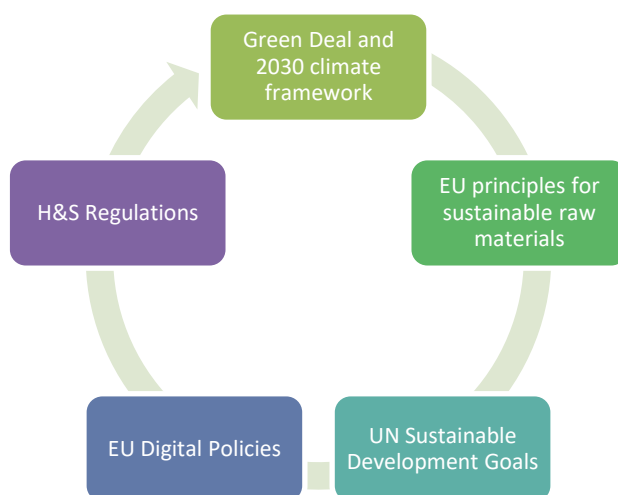 Green Deal and
2030 climate
framework
EU principles for
sustainable raw
materials
UN Sustainable
Development Goals
EU Digital Policies
H&S Regulations